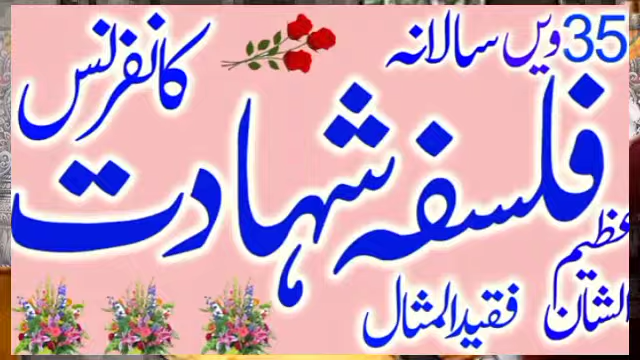 35ویں سالانہ
فلسفہ شہادت
کانفرنس
عظیم الشان فقید المثال